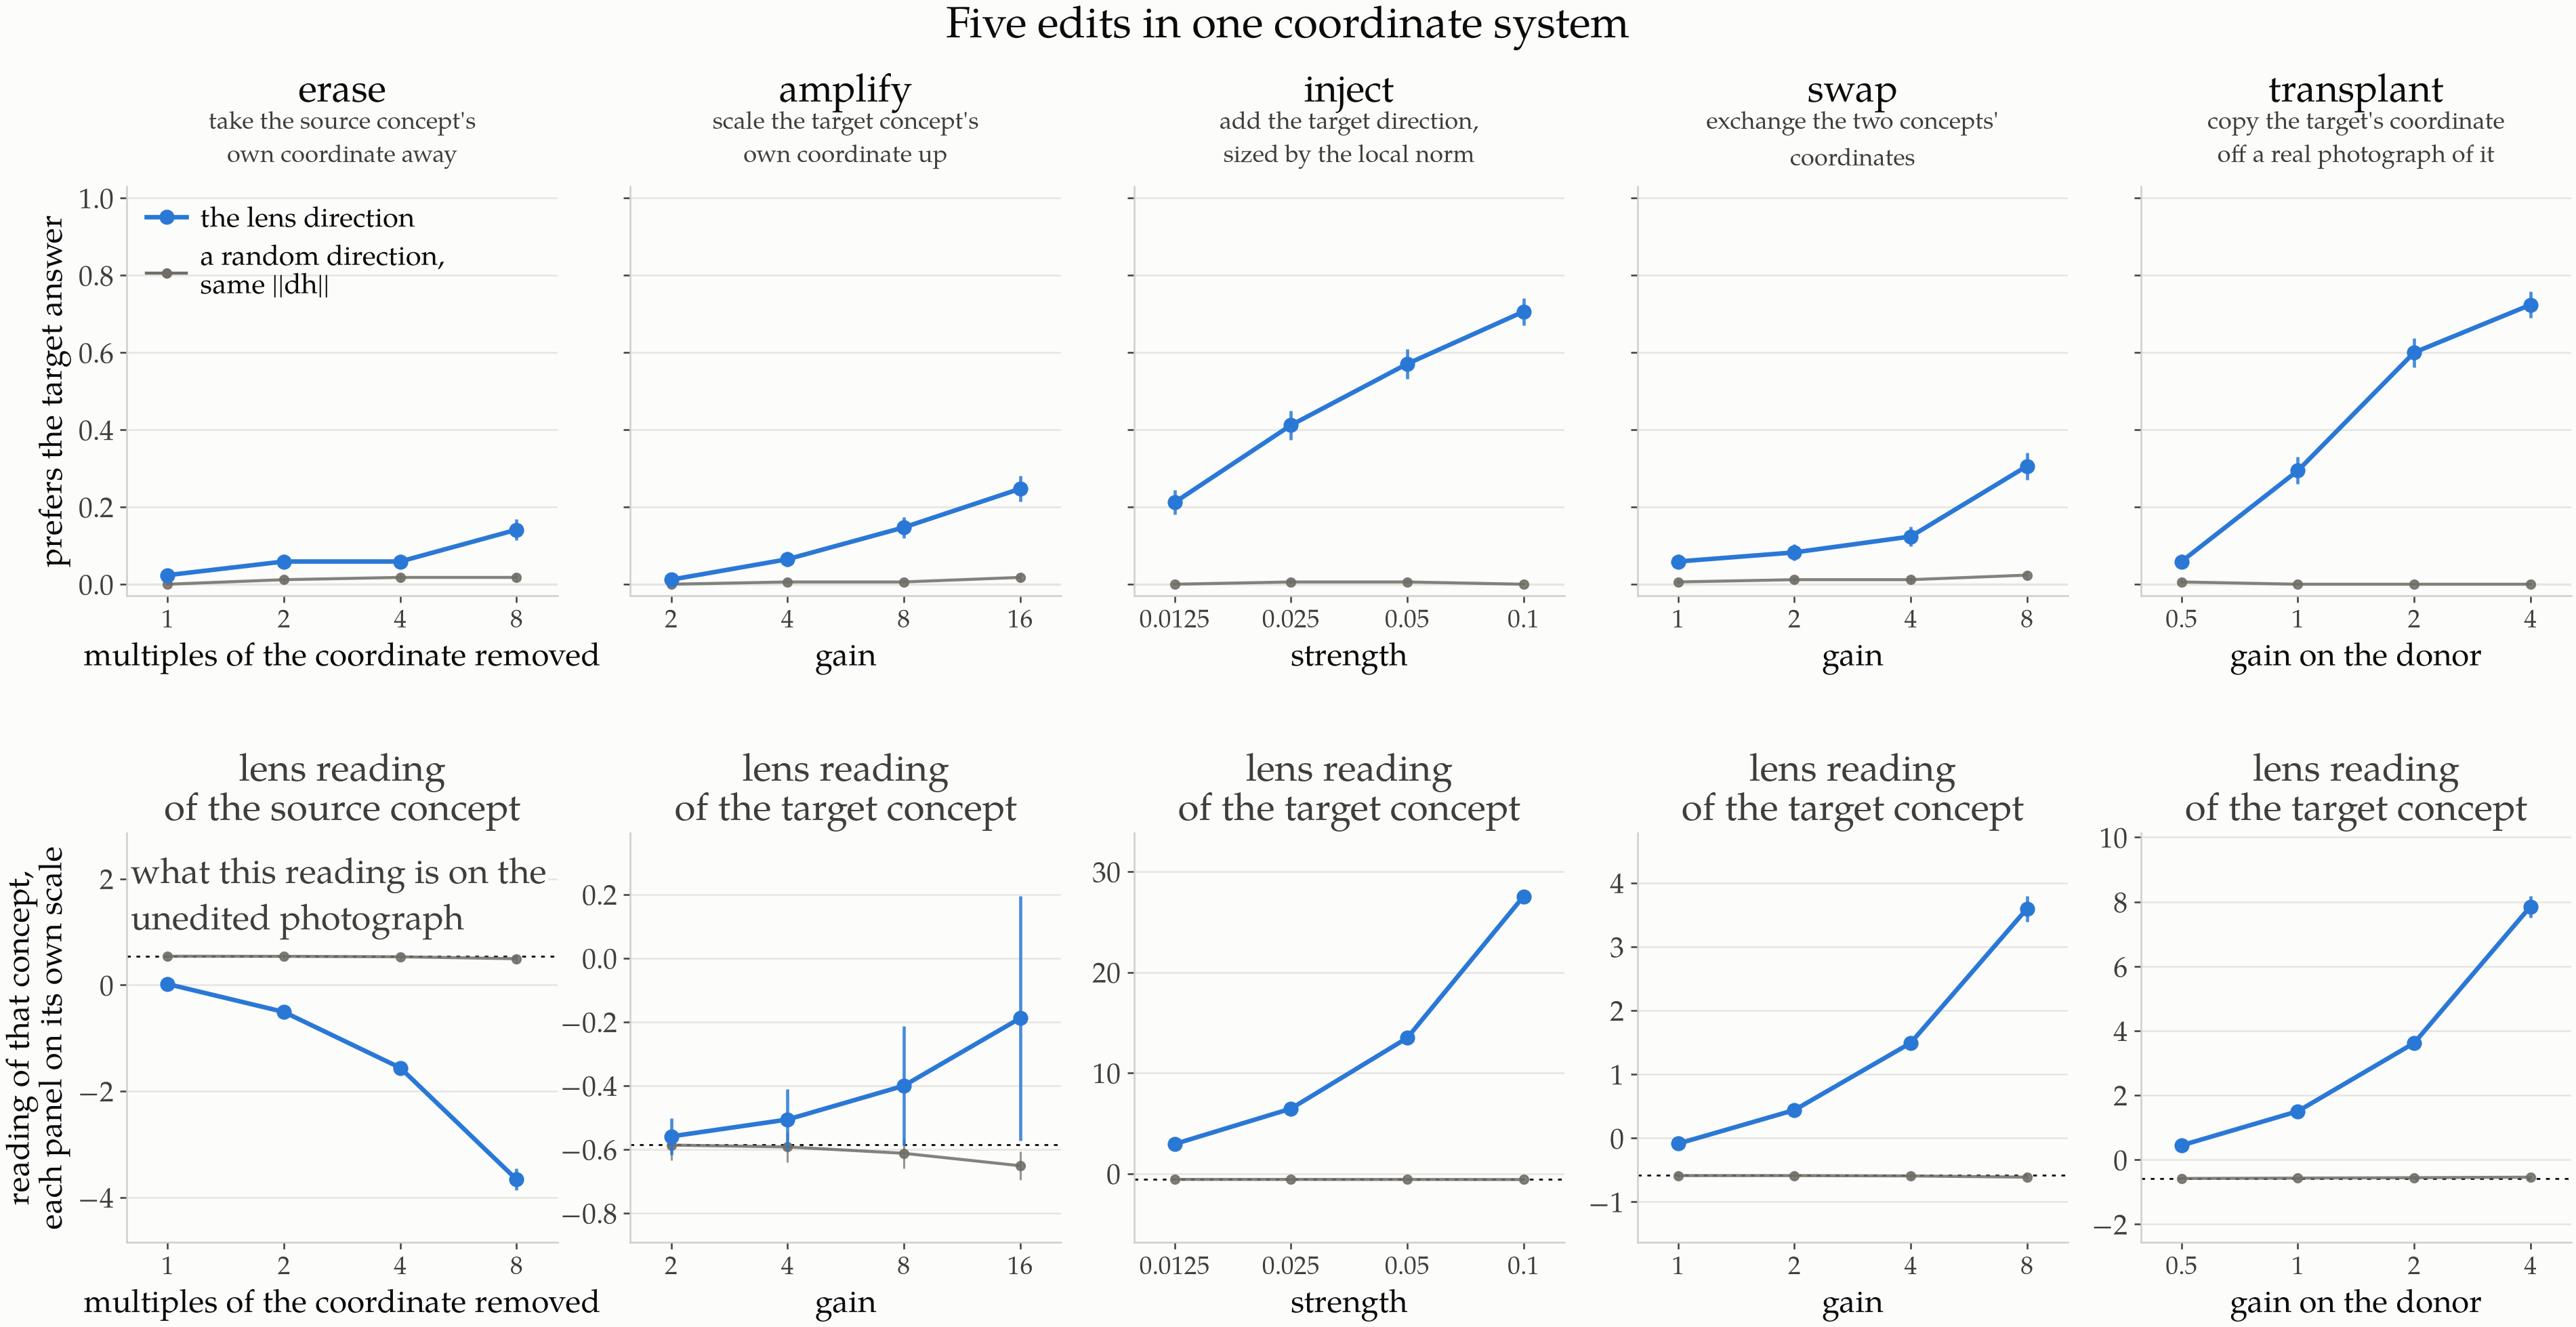 Five edits in one coordinate system
erase
take the source concept's
own coordinate away
amplify
scale the target concept's
own coordinate up
inject
add the target direction,
sized by the local norm
swap
exchange the two concepts'
coordinates
transplant
copy the target's coordinate
off a real photograph of it
prefers the target answer
1.0
0.8
0.6
0.4
0.2
0.0
the lens direction
a random direction,
same ||dh||
1 2 4 8
multiples of the coordinate removed
2 4 8 16
gain
0.0125 0.025 0.05 0.1
strength
1 2 4 8
gain
0.5 1 2 4
gain on the donor
lens reading
of the source concept
lens reading
of the target concept
lens reading
of the target concept
lens reading
of the target concept
lens reading
of the target concept
reading of that concept,
each panel on its own scale
what this reading is on the
unedited photograph
2
0
−2
−4
1 2 4 8
multiples of the coordinate removed
0.2
0.0
−0.2
−0.4
−0.6
−0.8
2 4 8 16
gain
30
20
10
0
0.0125 0.025 0.05 0.1
strength
4
3
2
1
0
−1
1 2 4 8
gain
10
8
6
4
2
0
−2
0.5 1 2 4
gain on the donor